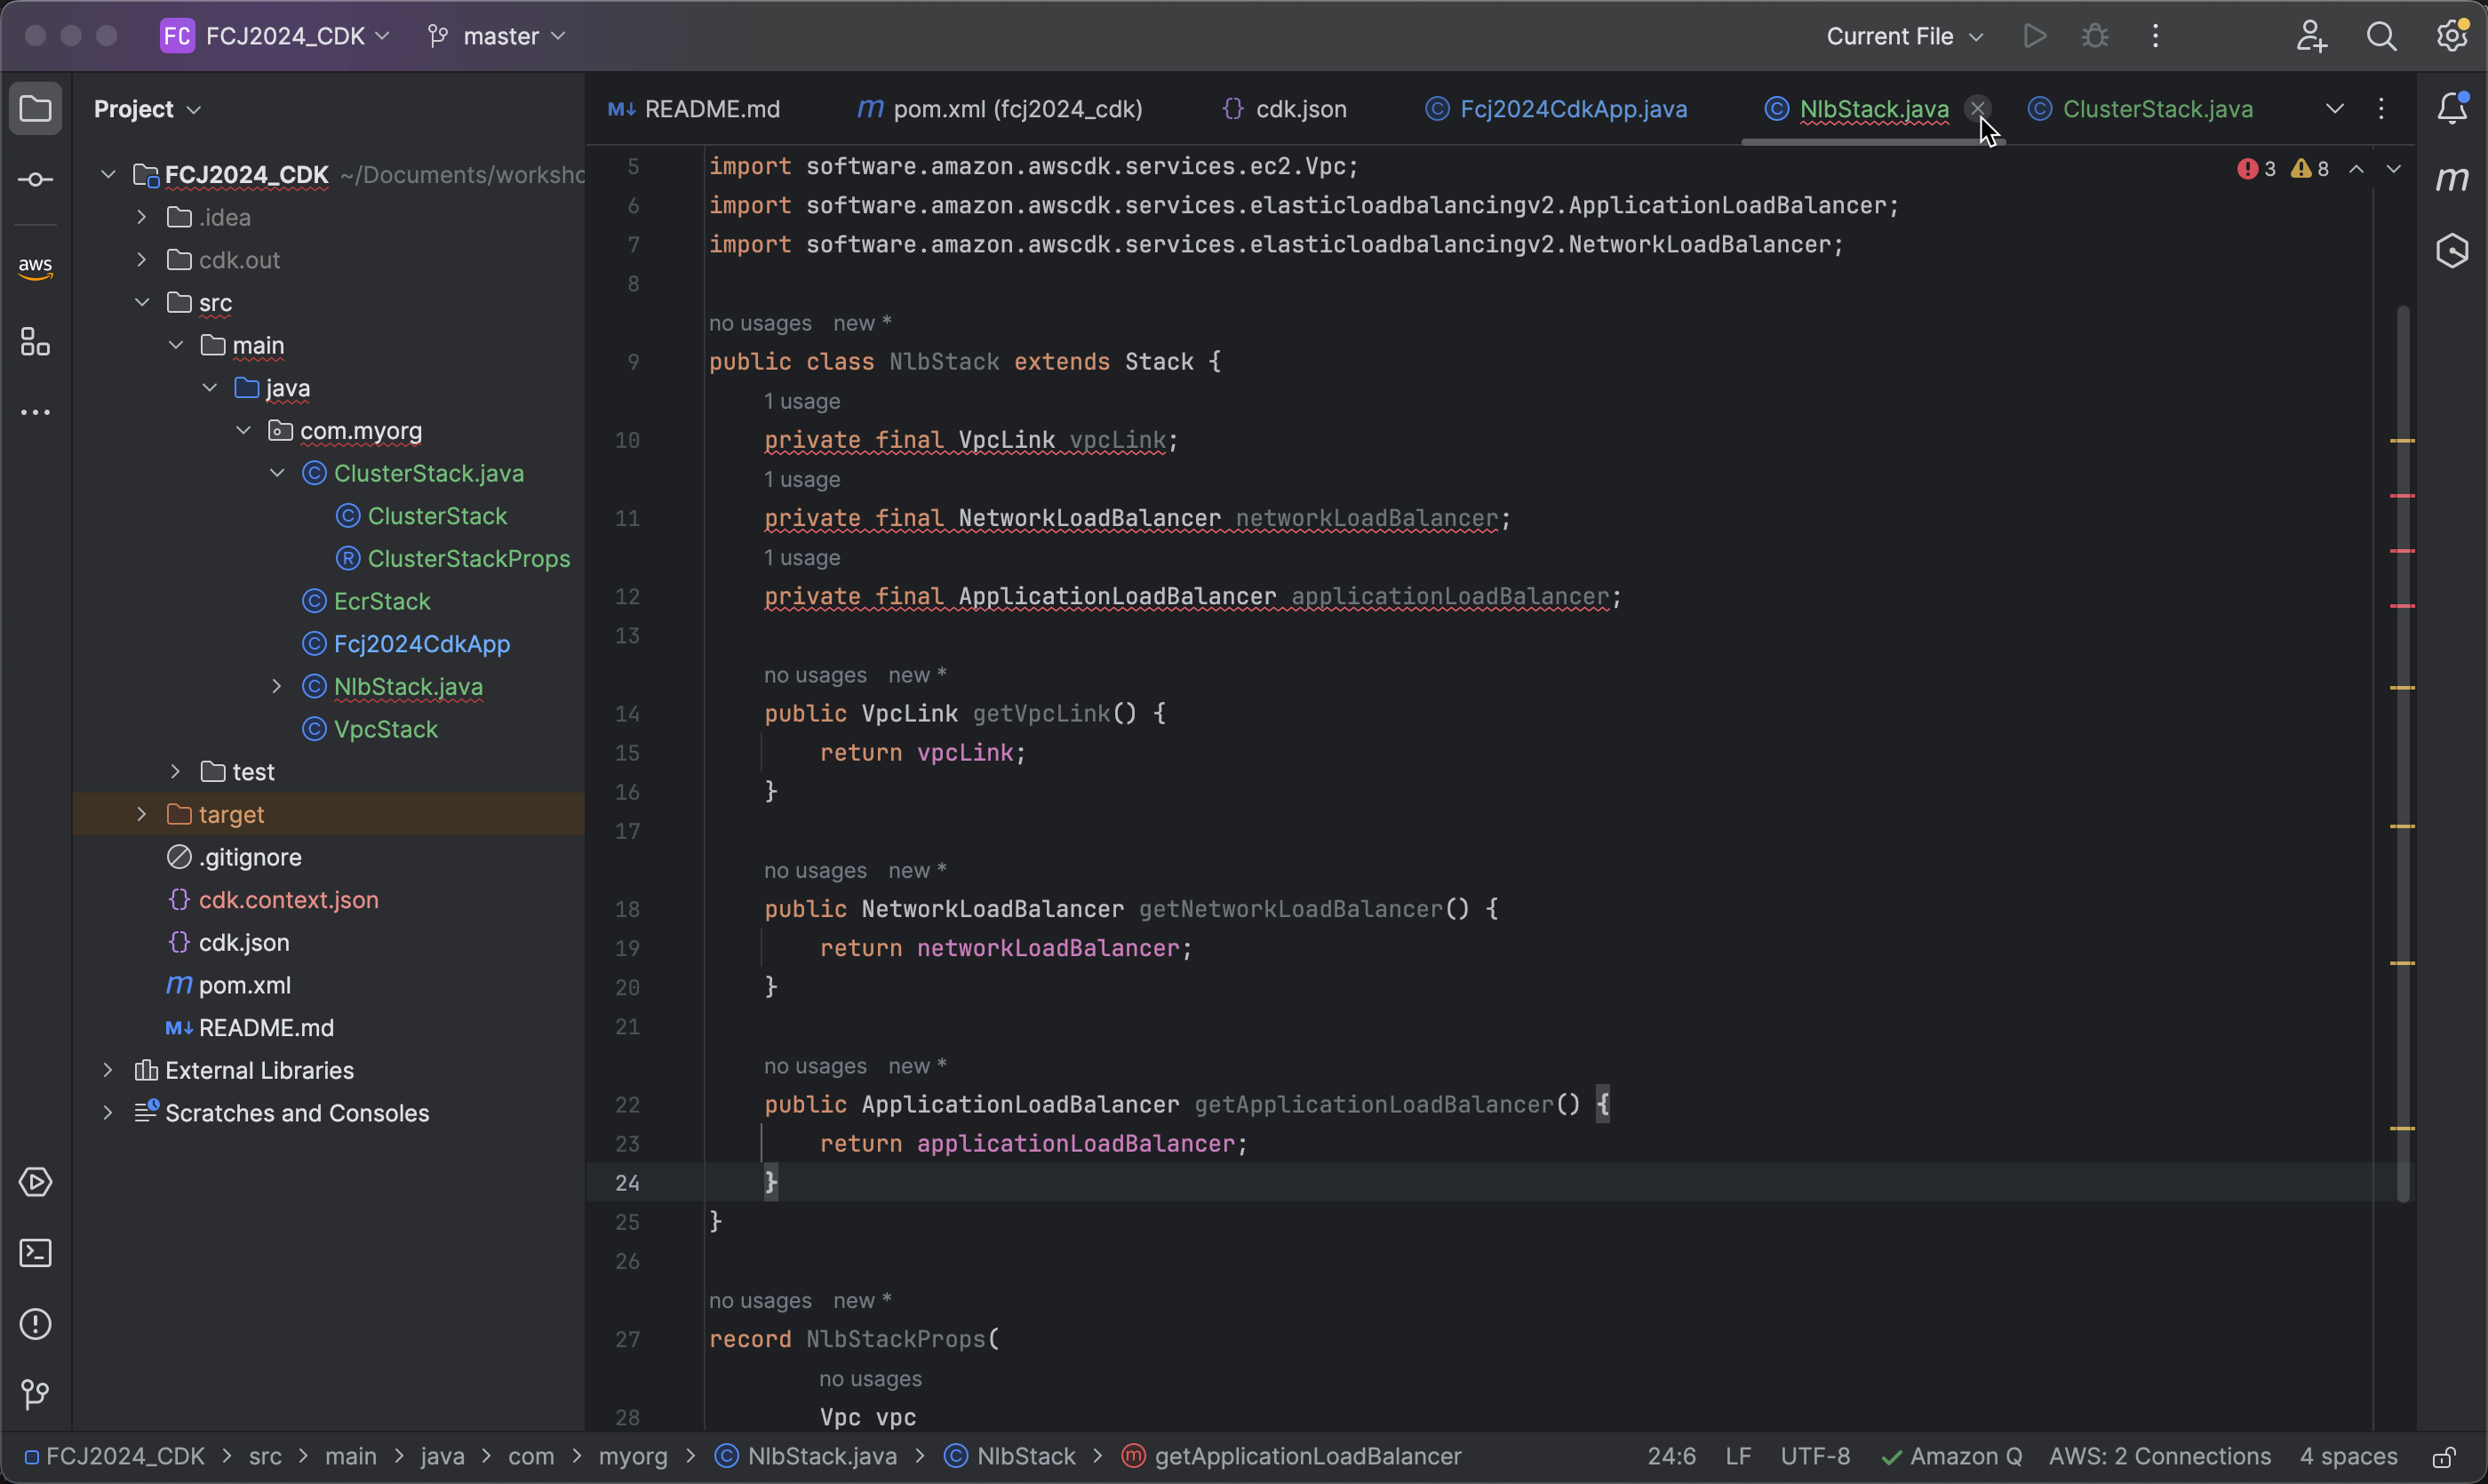 FC FCJ2024_CDK master Current File
Project
README.md pom.xml (fcj2024_cdk) {} cdk.json Fcj2024CdkApp.java NlbStack.java ClusterStack.java
FCJ2024_CDK ~/Documents/worksho
.idea
cdk.out
aws
src
main
java
com.myorg
ClusterStack.java
ClusterStack
ClusterStackProps
EcrStack
Fcj2024CdkApp
NlbStack.java
VpcStack
test
target
.gitignore
{} cdk.context.json
{} cdk.json
m pom.xml
M↓ README.md
External Libraries
Scratches and Consoles
3 8
5 import software.amazon.awscdk.services.ec2.Vpc;
6 import software.amazon.awscdk.services.elasticloadbalancingv2.ApplicationLoadBalancer;
7 import software.amazon.awscdk.services.elasticloadbalancingv2.NetworkLoadBalancer;
8
no usages new *
9 public class NlbStack extends Stack {
1 usage
10 private final VpcLink vpcLink;
1 usage
11 private final NetworkLoadBalancer networkLoadBalancer;
1 usage
12 private final ApplicationLoadBalancer applicationLoadBalancer;
13
no usages new *
14 public VpcLink getVpcLink() {
15 return vpcLink;
16 }
17
no usages new *
18 public NetworkLoadBalancer getNetworkLoadBalancer() {
19 return networkLoadBalancer;
20 }
21
no usages new *
22 public ApplicationLoadBalancer getApplicationLoadBalancer() {
23 return applicationLoadBalancer;
24 }
25 }
26
no usages new *
27 record NlbStackProps(
no usages
28 Vpc vpc
FCJ2024_CDK > src > main > java > com > myorg > NlbStack.java > NlbStack > getApplicationLoadBalancer 24:6 LF UTF-8 Amazon Q AWS: 2 Connections 4 spaces